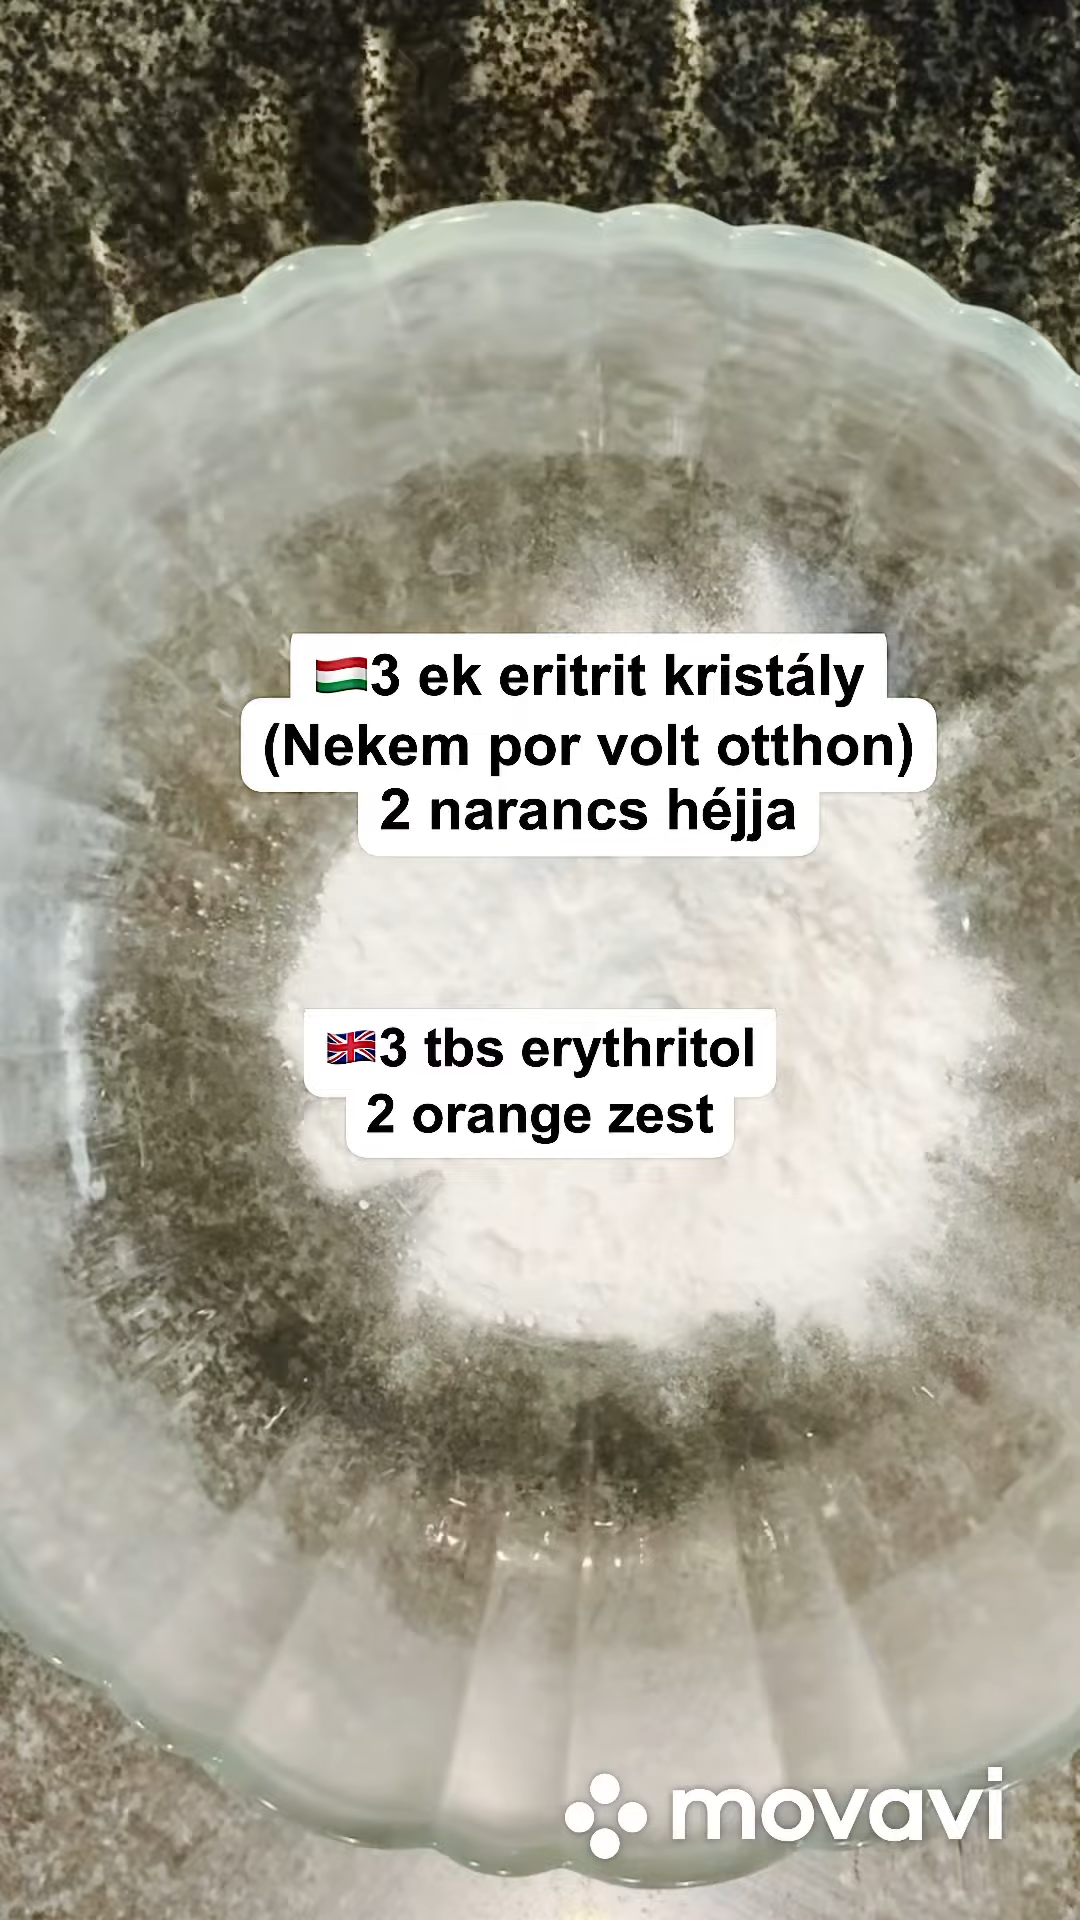 🇭🇺3 ek eritrit kristály
(Nekem por volt otthon)
2 narancs héjja
🇬🇧3 tbs erythritol
2 orange zest
movavi